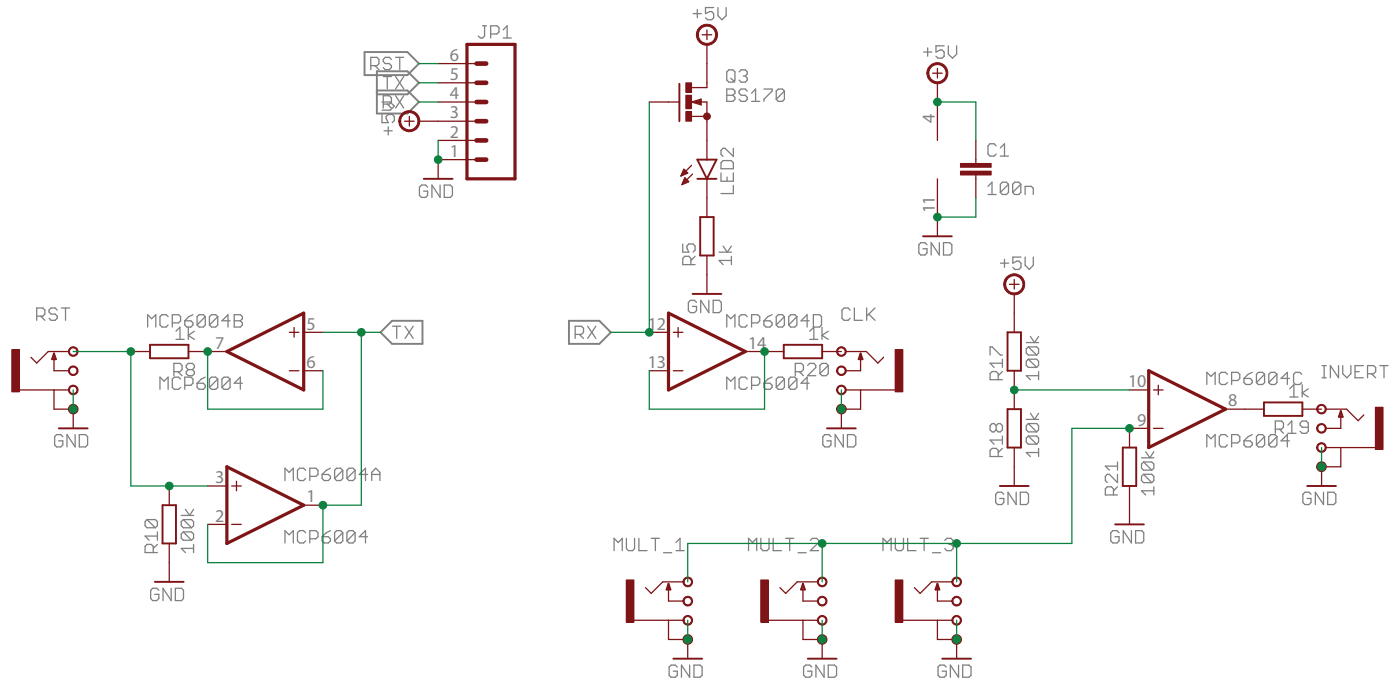 JP1
RST
TX
RX
+5V
6
5
4
3
2
1
GND
+5V
Q3
BS170
LED2
R5
1k
GND
+5V
4
11
C1
100n
GND
RST
MCP6004B
1k
R8
MCP6004
7
5
6
TX
GND
MCP6004A
3
2
1
MCP6004
R10
100k
GND
RX
12
13
14
MCP6004D
MCP6004
1k
R20
CLK
GND
+5V
R17
100k
R18
100k
GND
10
9
8
MCP6004C
MCP6004
1k
R19
INVERT
GND
R21
100k
GND
MULT_1
MULT_2
MULT_3
GND
GND
GND